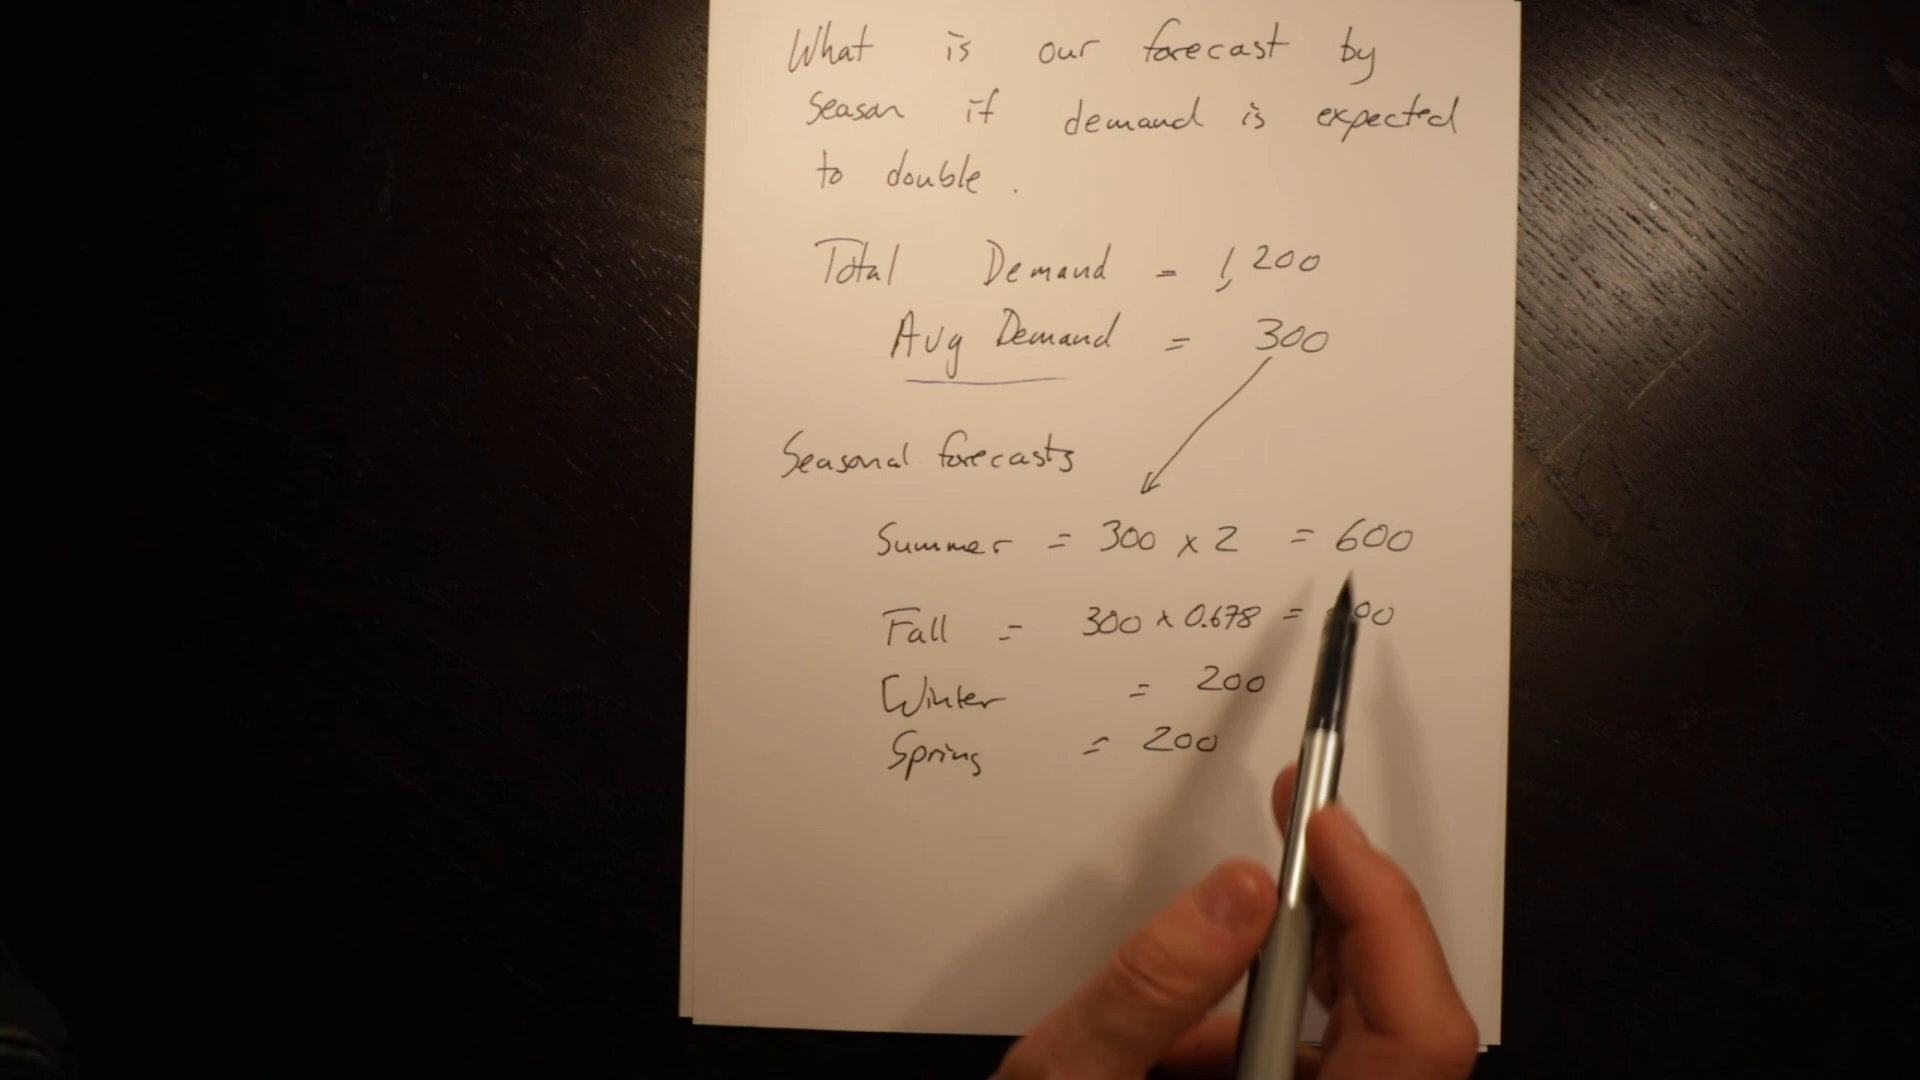 What is our forecast by
season if demand is expected
to double.
Total Demand = 1,200
Avg Demand = 300
Seasonal forecasts
Summer = 300 x 2 = 600
Fall = 300 x 0.678 =
Winter = 200
Spring = 200